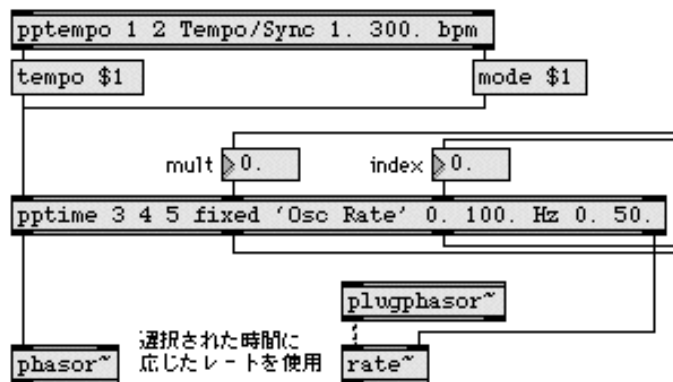 pptempo 1 2 Tempo/Sync 1. 300. bpm
tempo $1
mode $1
mult
0.
index
0.
pptime 3 4 5 fixed ‘Osc Rate’ 0. 100. Hz 0. 50.
plugphasor~
選択された時間に
応じたレートを使用
phasor~
rate~